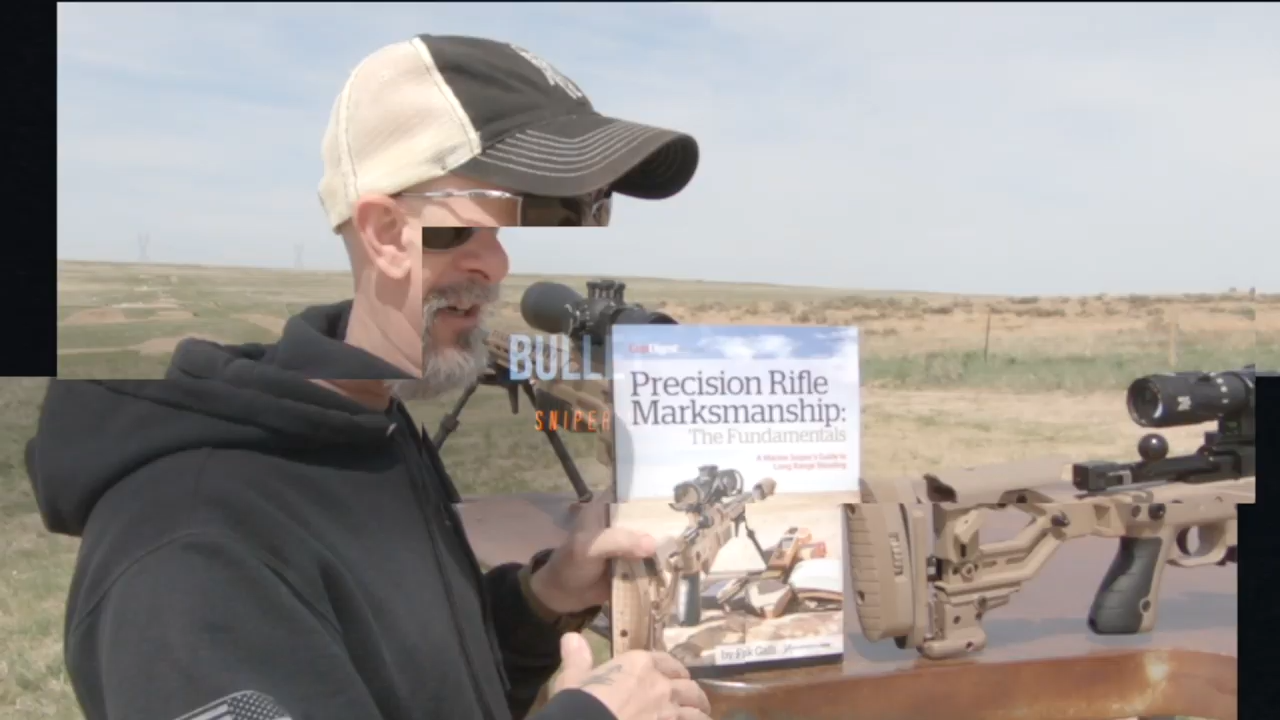 BULL
SNIPER
Precision Rifle
Marksmanship:
The Fundamentals
A Marine Sniper's Guide to
Long Range Shooting